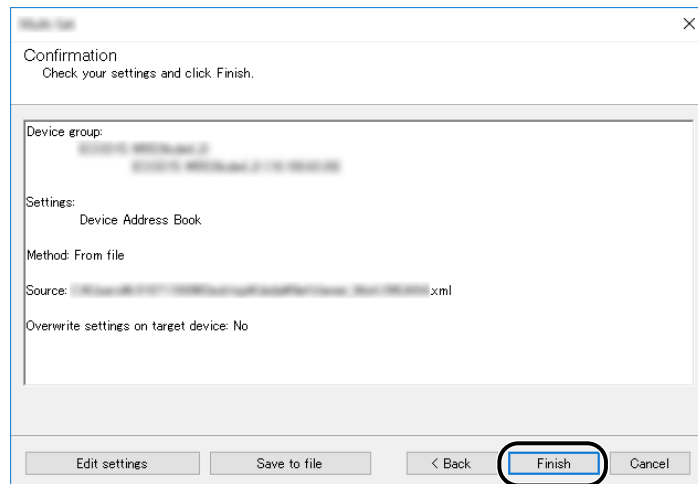 Confirmation
Check your settings and click Finish.
Device group:
Settings:
Device Address Book
Method: From file
Source: .xml
Overwrite settings on target device: No
Edit settings
Save to file
< Back
Finish
Cancel